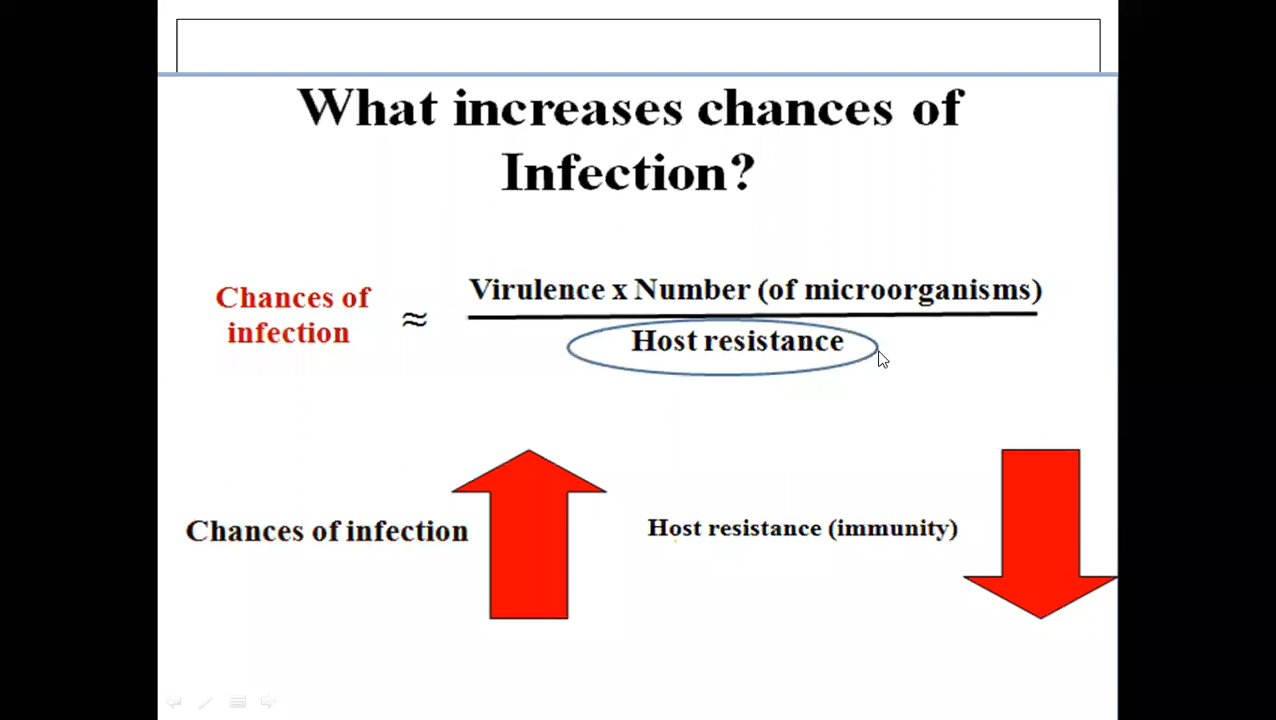 What increases chances of
Infection?
Chances of
infection
≈
Virulence x Number (of microorganisms)
Host resistance
Chances of infection
Host resistance (immunity)